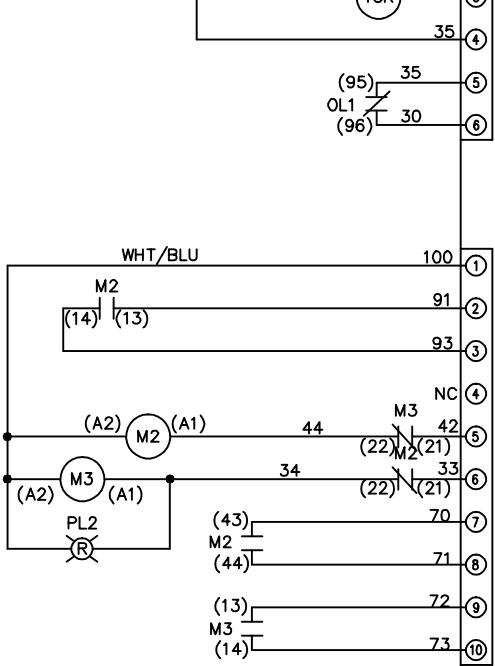 35 4
(95) 35 5
OL1
(96) 30 6
WHT/BLU 100 1
M2
91 2
(14) (13)
93 3
NC 4
M3
(A2) M2 (A1) 44 42 5
(22) (21)
M2
M3 34 33 6
(A2) (A1) (22) (21)
PL2
(43) 70 7
R M2
(44) 71 8
(13) 72 9
M3
(14) 73 10